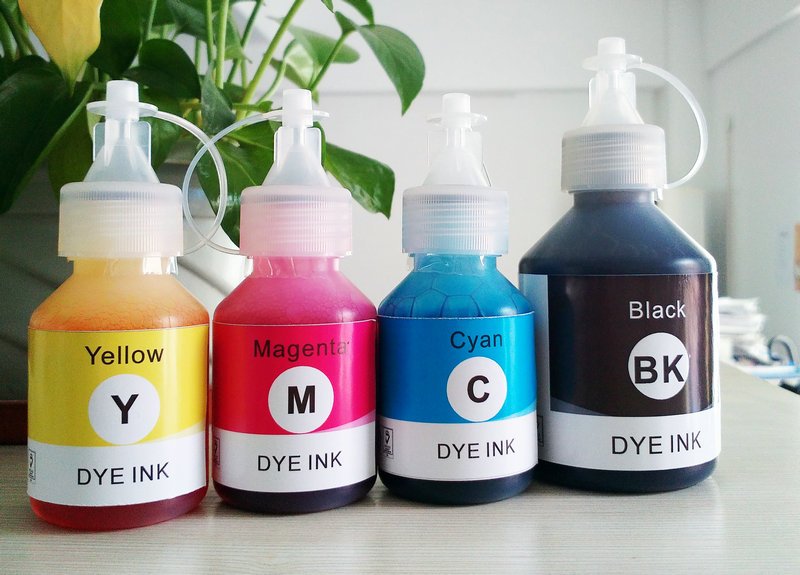 Yellow
Y
DYE INK
Magenta
M
DYE INK
Cyan
C
DYE INK
Black
BK
DYE INK